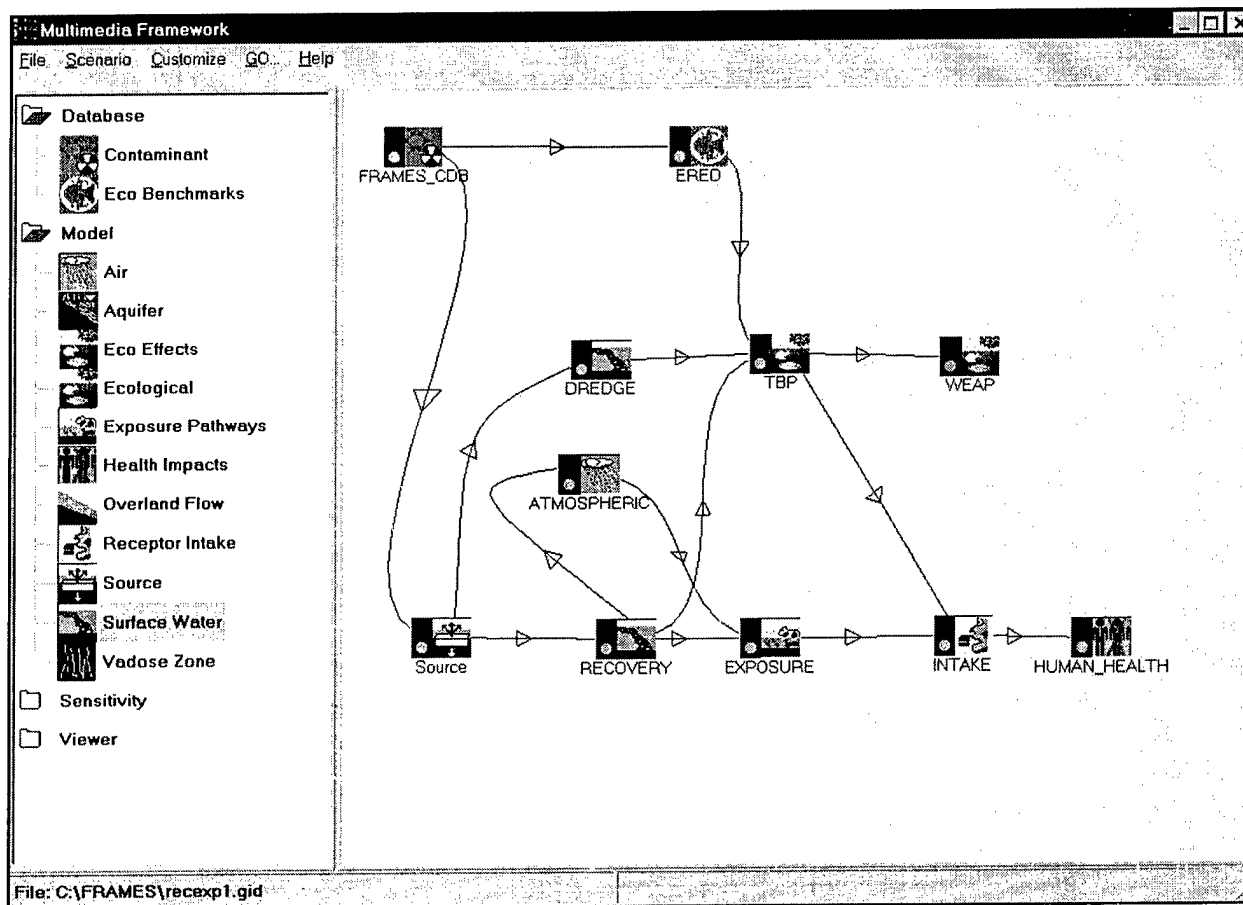 Multimedia Framework
File Scenario Customize GO... Help
Database
Contaminant
Eco Benchmarks
Model
Air
Aquifer
Eco Effects
Ecological
Exposure Pathways
Health Impacts
Overland Flow
Receptor Intake
Source
Surface Water
Vadose Zone
Sensitivity
Viewer
FRAMES_CDB
ERED
DREDGE
TBP
WEAP
ATMOSPHERIC
Source
RECOVERY
EXPOSURE
INTAKE
HUMAN_HEALTH
File: C:\FRAMES\recexp1.gid